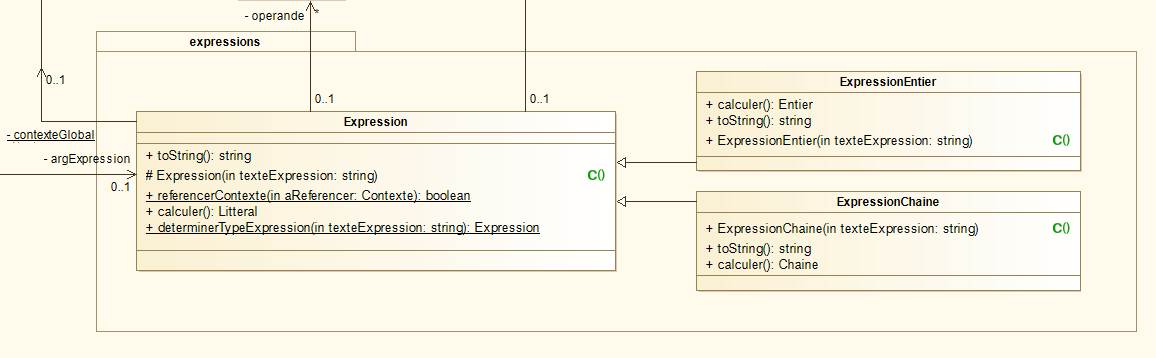 - operande *
expressions
0..1
0..1
0..1
- contexteGlobal
- argExpression
0..1
Expression
+ toString(): string
# Expression(in texteExpression: string) C()
+ referencerContexte(in aReferencer: Contexte): boolean
+ calculer(): Litteral
+ determinerTypeExpression(in texteExpression: string): Expression
ExpressionEntier
+ calculer(): Entier
+ toString(): string
+ ExpressionEntier(in texteExpression: string) C()
ExpressionChaine
+ ExpressionChaine(in texteExpression: string) C()
+ toString(): string
+ calculer(): Chaine